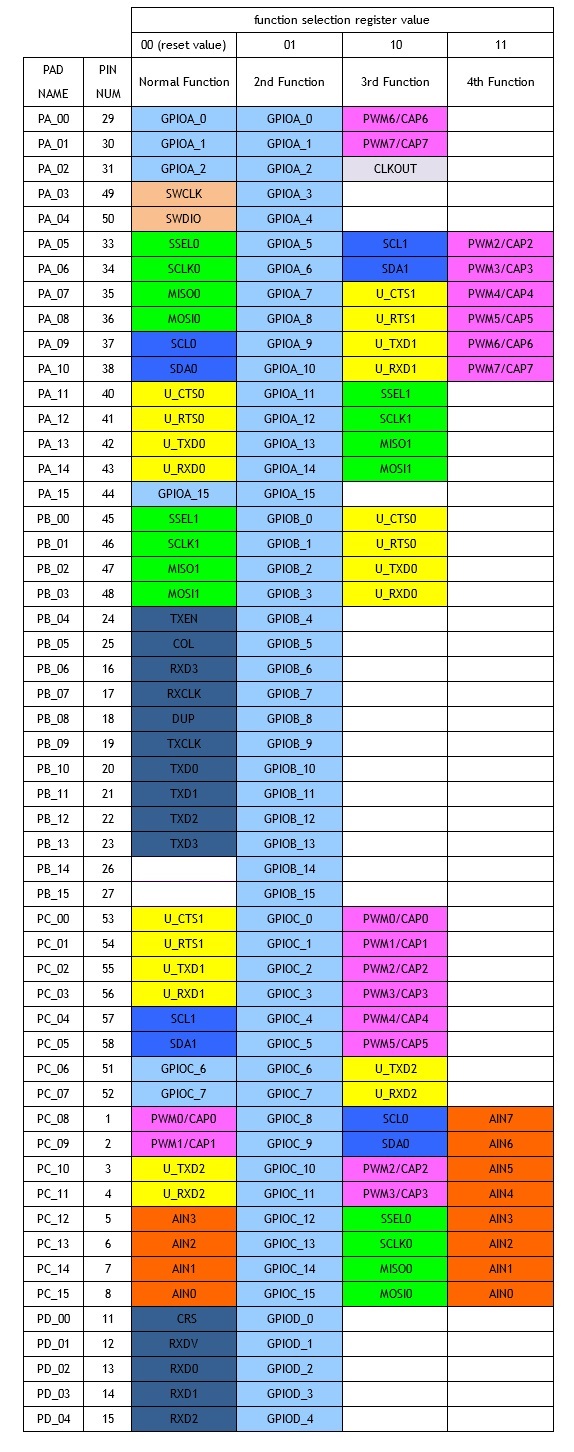 function selection register value
00 (reset value) 01 10 11
PAD NAME PIN NUM Normal Function 2nd Function 3rd Function 4th Function
PA_00 29 GPIOA_0 GPIOA_0 PWM6/CAP6
PA_01 30 GPIOA_1 GPIOA_1 PWM7/CAP7
PA_02 31 GPIOA_2 GPIOA_2 CLKOUT
PA_03 49 SWCLK GPIOA_3
PA_04 50 SWDIO GPIOA_4
PA_05 33 SSEL0 GPIOA_5 SCL1 PWM2/CAP2
PA_06 34 SCLK0 GPIOA_6 SDA1 PWM3/CAP3
PA_07 35 MISO0 GPIOA_7 U_CTS1 PWM4/CAP4
PA_08 36 MOSI0 GPIOA_8 U_RTS1 PWM5/CAP5
PA_09 37 SCL0 GPIOA_9 U_TXD1 PWM6/CAP6
PA_10 38 SDA0 GPIOA_10 U_RXD1 PWM7/CAP7
PA_11 40 U_CTS0 GPIOA_11 SSEL1
PA_12 41 U_RTS0 GPIOA_12 SCLK1
PA_13 42 U_TXD0 GPIOA_13 MISO1
PA_14 43 U_RXD0 GPIOA_14 MOSI1
PA_15 44 GPIOA_15 GPIOA_15
PB_00 45 SSEL1 GPIOB_0 U_CTS0
PB_01 46 SCLK1 GPIOB_1 U_RTS0
PB_02 47 MISO1 GPIOB_2 U_TXD0
PB_03 48 MOSI1 GPIOB_3 U_RXD0
PB_04 24 TXEN GPIOB_4
PB_05 25 COL GPIOB_5
PB_06 16 RXD3 GPIOB_6
PB_07 17 RXCLK GPIOB_7
PB_08 18 DUP GPIOB_8
PB_09 19 TXCLK GPIOB_9
PB_10 20 TXD0 GPIOB_10
PB_11 21 TXD1 GPIOB_11
PB_12 22 TXD2 GPIOB_12
PB_13 23 TXD3 GPIOB_13
PB_14 26 GPIOB_14
PB_15 27 GPIOB_15
PC_00 53 U_CTS1 GPIOC_0 PWM0/CAP0
PC_01 54 U_RTS1 GPIOC_1 PWM1/CAP1
PC_02 55 U_TXD1 GPIOC_2 PWM2/CAP2
PC_03 56 U_RXD1 GPIOC_3 PWM3/CAP3
PC_04 57 SCL1 GPIOC_4 PWM4/CAP4
PC_05 58 SDA1 GPIOC_5 PWM5/CAP5
PC_06 51 GPIOC_6 GPIOC_6 U_TXD2
PC_07 52 GPIOC_7 GPIOC_7 U_RXD2
PC_08 1 PWM0/CAP0 GPIOC_8 SCL0 AIN7
PC_09 2 PWM1/CAP1 GPIOC_9 SDA0 AIN6
PC_10 3 U_TXD2 GPIOC_10 PWM2/CAP2 AIN5
PC_11 4 U_RXD2 GPIOC_11 PWM3/CAP3 AIN4
PC_12 5 AIN3 GPIOC_12 SSEL0 AIN3
PC_13 6 AIN2 GPIOC_13 SCLK0 AIN2
PC_14 7 AIN1 GPIOC_14 MISO0 AIN1
PC_15 8 AIN0 GPIOC_15 MOSI0 AIN0
PD_00 11 CRS GPIOD_0
PD_01 12 RXDV GPIOD_1
PD_02 13 RXD0 GPIOD_2
PD_03 14 RXD1 GPIOD_3
PD_04 15 RXD2 GPIOD_4